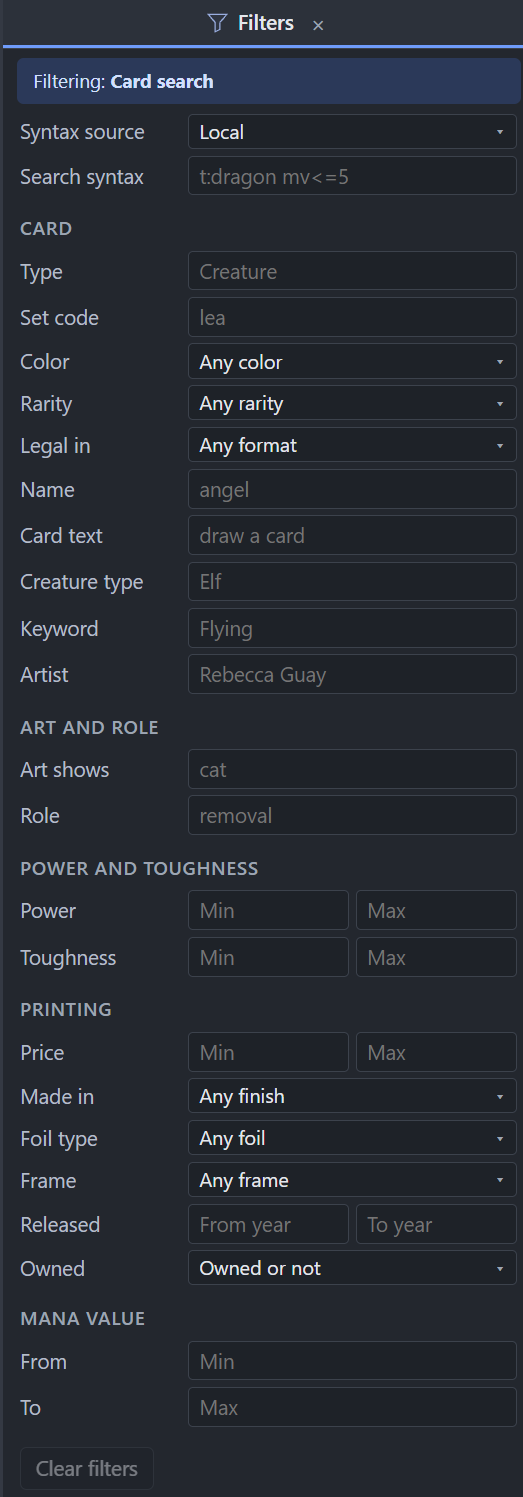 Filters ×
Filtering: Card search
Syntax source Local
Search syntax t:dragon mv<=5
CARD
Type Creature
Set code lea
Color Any color
Rarity Any rarity
Legal in Any format
Name angel
Card text draw a card
Creature type Elf
Keyword Flying
Artist Rebecca Guay
ART AND ROLE
Art shows cat
Role removal
POWER AND TOUGHNESS
Power Min Max
Toughness Min Max
PRINTING
Price Min Max
Made in Any finish
Foil type Any foil
Frame Any frame
Released From year To year
Owned Owned or not
MANA VALUE
From Min
To Max
Clear filters